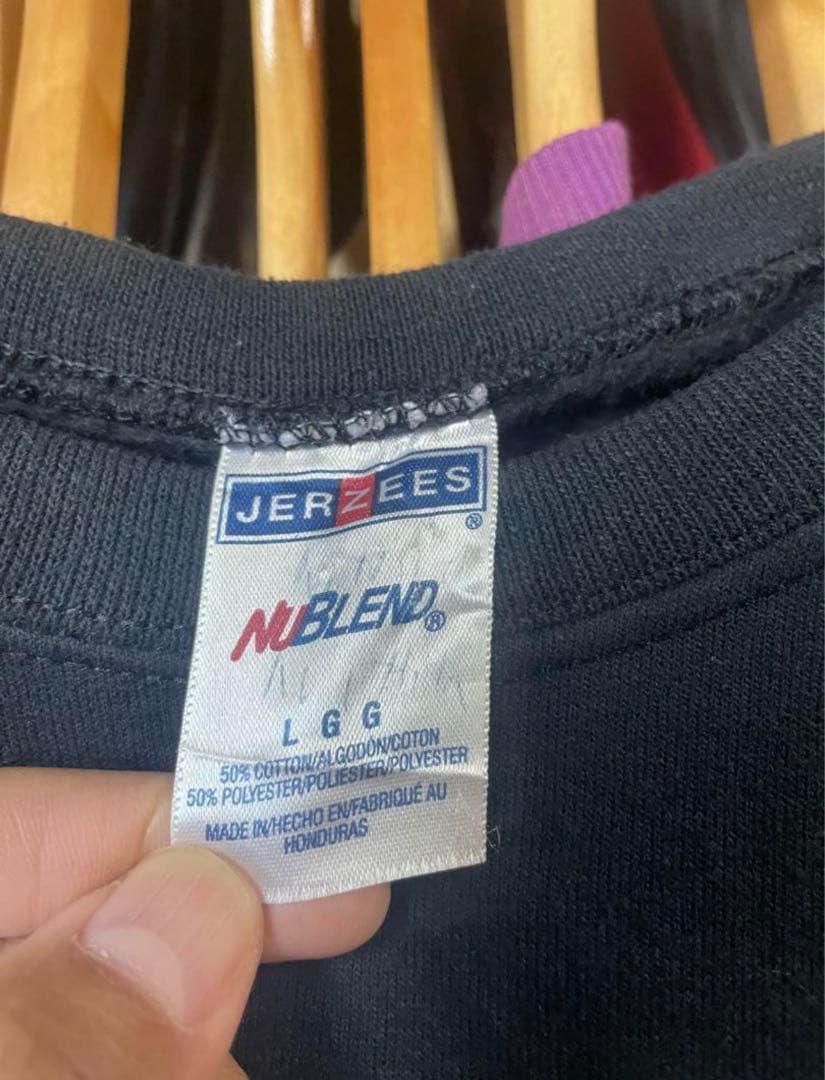 JERZEES®
NUBLEND®
L G G
50% COTTON/ALGODON/COTON
50% POLYESTER/POLIESTER/POLYESTER
MADE IN/HECHO EN/FABRIQUÉ AU
HONDURAS